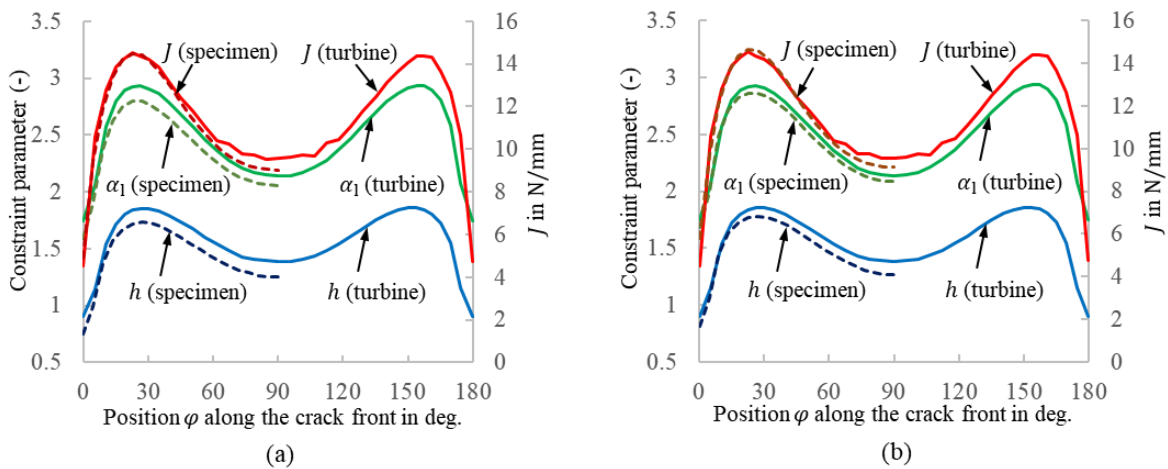 3.5
3
2.5
2
1.5
1
0.5
Constraint parameter (-)
16
14
12
10
8
6
4
2
0
J in N/mm
J (specimen)
J (turbine)
α₁ (specimen)
α₁ (turbine)
h (specimen)
h (turbine)
0 30 60 90 120 150 180
Position φ along the crack front in deg.
(a)
3.5
3
2.5
2
1.5
1
0.5
Constraint parameter (-)
16
14
12
10
8
6
4
2
0
J in N/mm
J (specimen)
J (turbine)
α₁ (specimen)
α₁ (turbine)
h (specimen)
h (turbine)
0 30 60 90 120 150 180
Position φ along the crack front in deg.
(b)